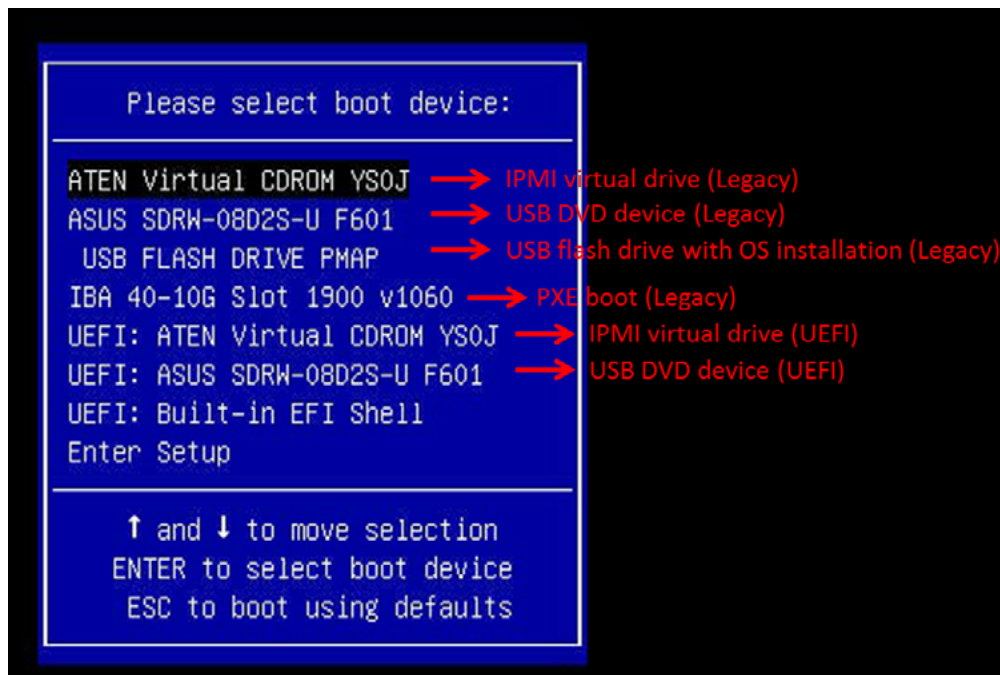 Please select boot device:
ATEN Virtual CDROM YS0J → IPMI virtual drive (Legacy)
ASUS SDRW-08D2S-U F601 → USB DVD device (Legacy)
USB FLASH DRIVE PMAP → USB flash drive with OS installation (Legacy)
IBA 40-10G Slot 1900 v1060 → PXE boot (Legacy)
UEFI: ATEN Virtual CDROM YS0J → IPMI virtual drive (UEFI)
UEFI: ASUS SDRW-08D2S-U F601 → USB DVD device (UEFI)
UEFI: Built-in EFI Shell
Enter Setup
↑ and ↓ to move selection
ENTER to select boot device
ESC to boot using defaults